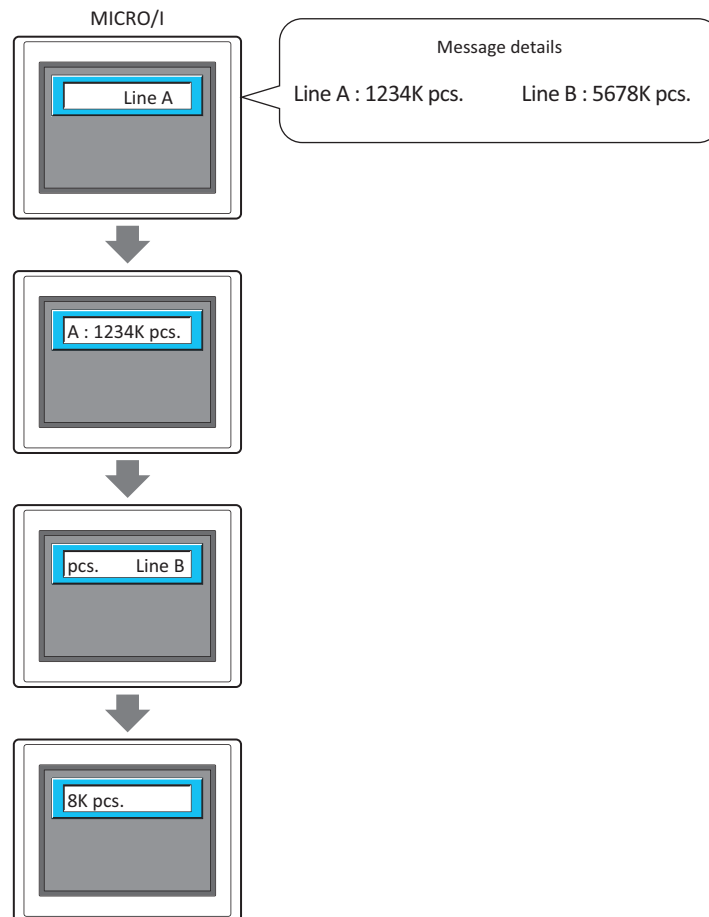 MICRO/I
Message details
Line A : 1234K pcs. Line B : 5678K pcs.
Line A
A : 1234K pcs.
pcs. Line B
8K pcs.